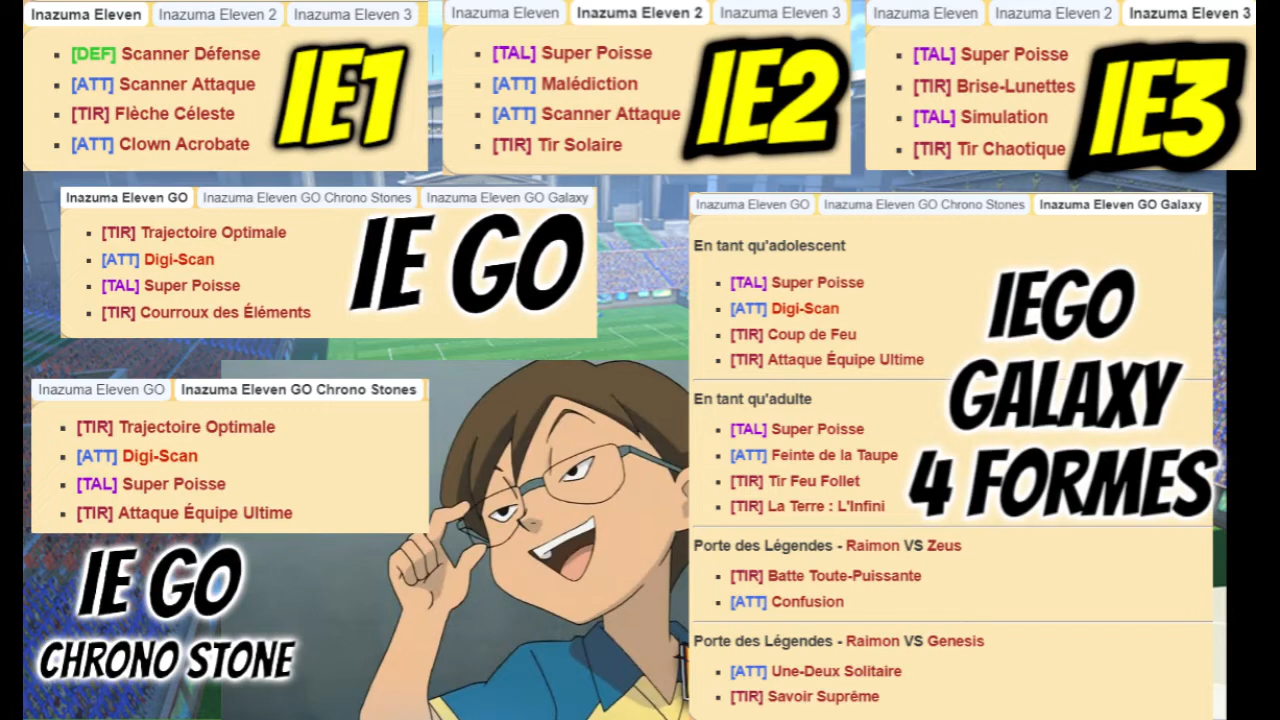 Inazuma Eleven Inazuma Eleven 2 Inazuma Eleven 3
[DEF] Scanner Défense
[ATT] Scanner Attaque
[TIR] Flèche Céleste
[ATT] Clown Acrobate
IE1
Inazuma Eleven Inazuma Eleven 2 Inazuma Eleven 3
[TAL] Super Poisse
[ATT] Malédiction
[ATT] Scanner Attaque
[TIR] Tir Solaire
IE2
Inazuma Eleven Inazuma Eleven 2 Inazuma Eleven 3
[TAL] Super Poisse
[TIR] Brise-Lunettes
[TAL] Simulation
[TIR] Tir Chaotique
IE3
Inazuma Eleven GO Inazuma Eleven GO Chrono Stones Inazuma Eleven GO Galaxy
[TIR] Trajectoire Optimale
[ATT] Digi-Scan
[TAL] Super Poisse
[TIR] Courroux des Éléments
IE GO
Inazuma Eleven GO Inazuma Eleven GO Chrono Stones
[TIR] Trajectoire Optimale
[ATT] Digi-Scan
[TAL] Super Poisse
[TIR] Attaque Équipe Ultime
IE GO
CHRONO STONE
Inazuma Eleven GO Inazuma Eleven GO Chrono Stones Inazuma Eleven GO Galaxy
En tant qu'adolescent
[TAL] Super Poisse
[ATT] Digi-Scan
[TIR] Coup de Feu
[TIR] Attaque Équipe Ultime
En tant qu'adulte
[TAL] Super Poisse
[ATT] Feinte de la Taupe
[TIR] Tir Feu Follet
[TIR] La Terre : L'Infini
Porte des Légendes - Raimon VS Zeus
[TIR] Batte Toute-Puissante
[ATT] Confusion
Porte des Légendes - Raimon VS Genesis
[ATT] Une-Deux Solitaire
[TIR] Savoir Suprême
IEGO
GALAXY
4 FORMES